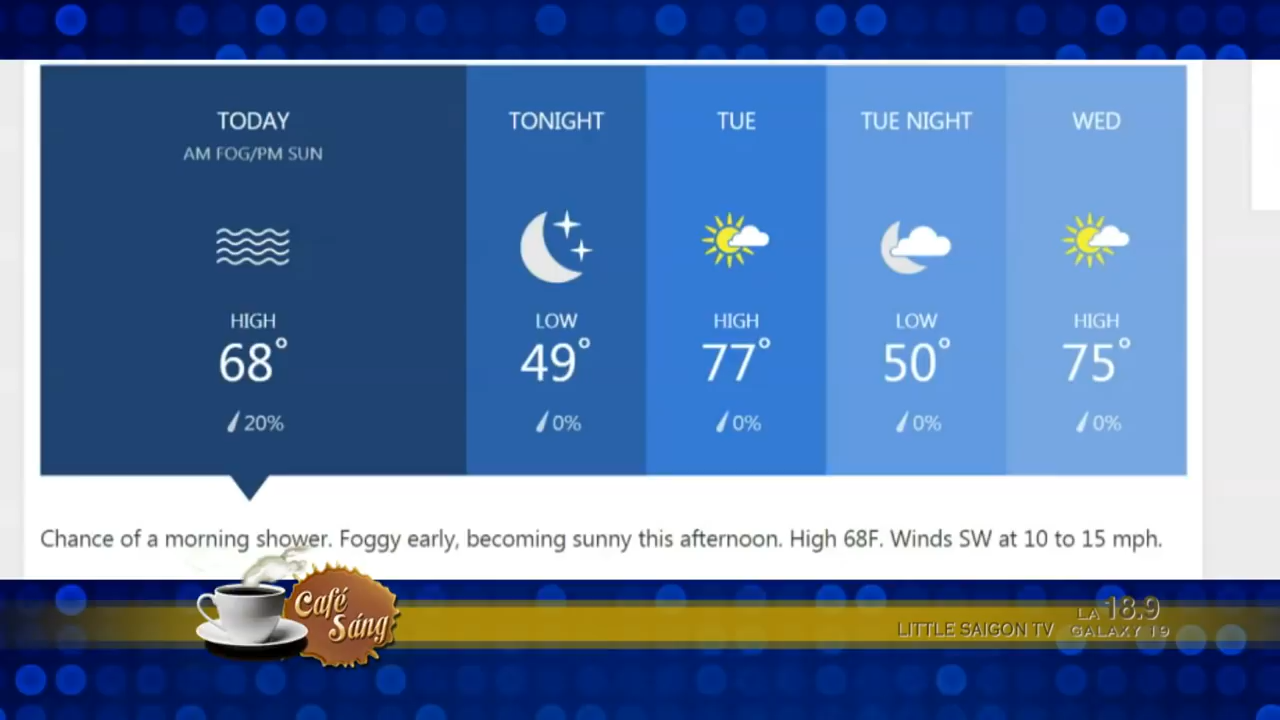 TODAY
AM FOG/PM SUN
HIGH
68°
20%
TONIGHT
LOW
49°
0%
TUE
HIGH
77°
0%
TUE NIGHT
LOW
50°
0%
WED
HIGH
75°
0%
Chance of a morning shower. Foggy early, becoming sunny this afternoon. High 68F. Winds SW at 10 to 15 mph.
Café
Sáng
LITTLE SAIGON TV
LA 18.9
GALAXY 19